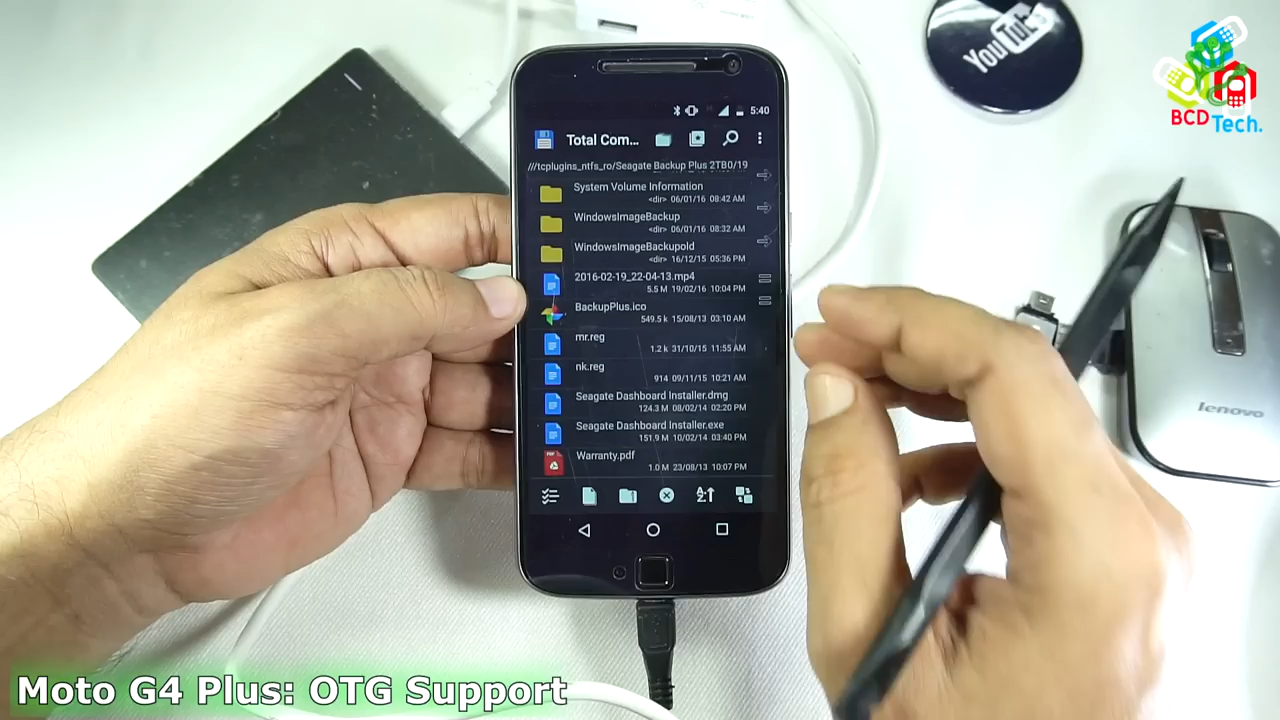 YouTube
BCD Tech.
5:40
Total Com...
///tcplugins_ntfs_ro/Seagate Backup Plus 2TB0/19
System Volume Information
<dir> 06/01/16 08:42 AM
WindowsImageBackup
<dir> 06/01/16 08:32 AM
WindowsImageBackupold
<dir> 16/12/15 05:36 PM
2016-02-19_22-04-13.mp4
5.5 M 19/02/16 10:04 PM
BackupPlus.ico
549.5 k 15/08/13 03:10 AM
mr.reg
1.2 k 31/10/15 11:55 AM
nk.reg
914 09/11/15 10:21 AM
Seagate Dashboard Installer.dmg
124.3 M 08/02/14 02:20 PM
Seagate Dashboard Installer.exe
151.9 M 10/02/14 03:40 PM
Warranty.pdf
1.0 M 23/08/13 10:07 PM
lenovo
Moto G4 Plus: OTG Support